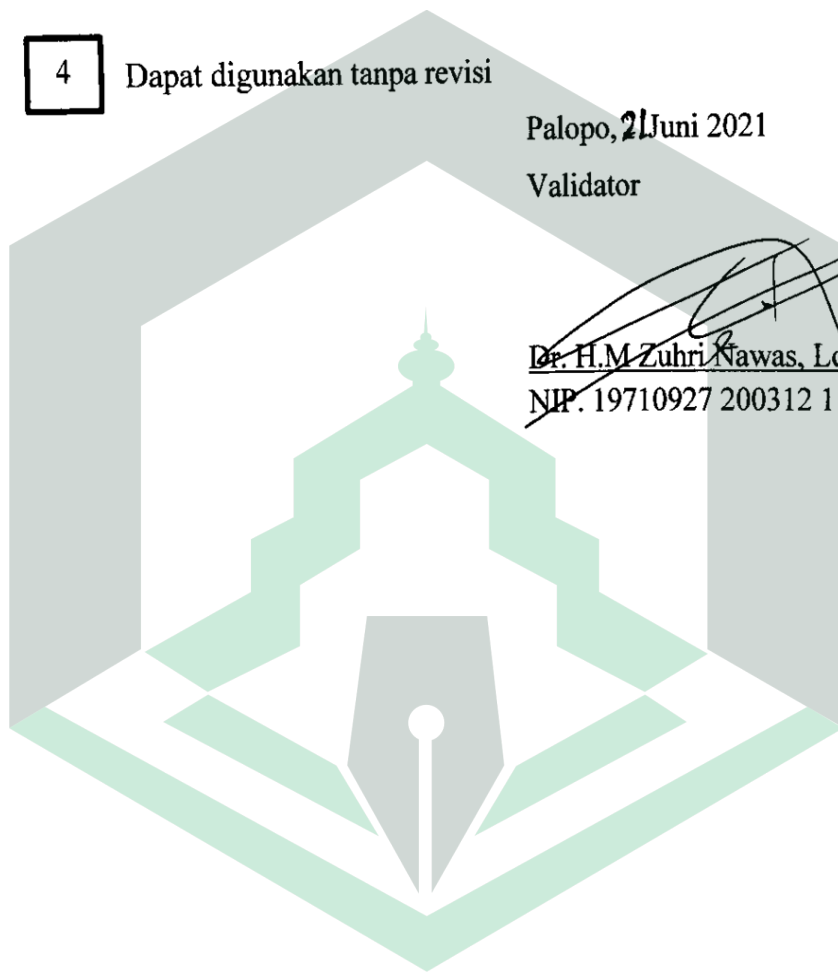 4 Dapat digunakan tanpa revisi
Palopo, 21 Juni 2021
Validator
Dr. H.M Zuhri Nawas, Lc
NIP. 19710927 200312 1